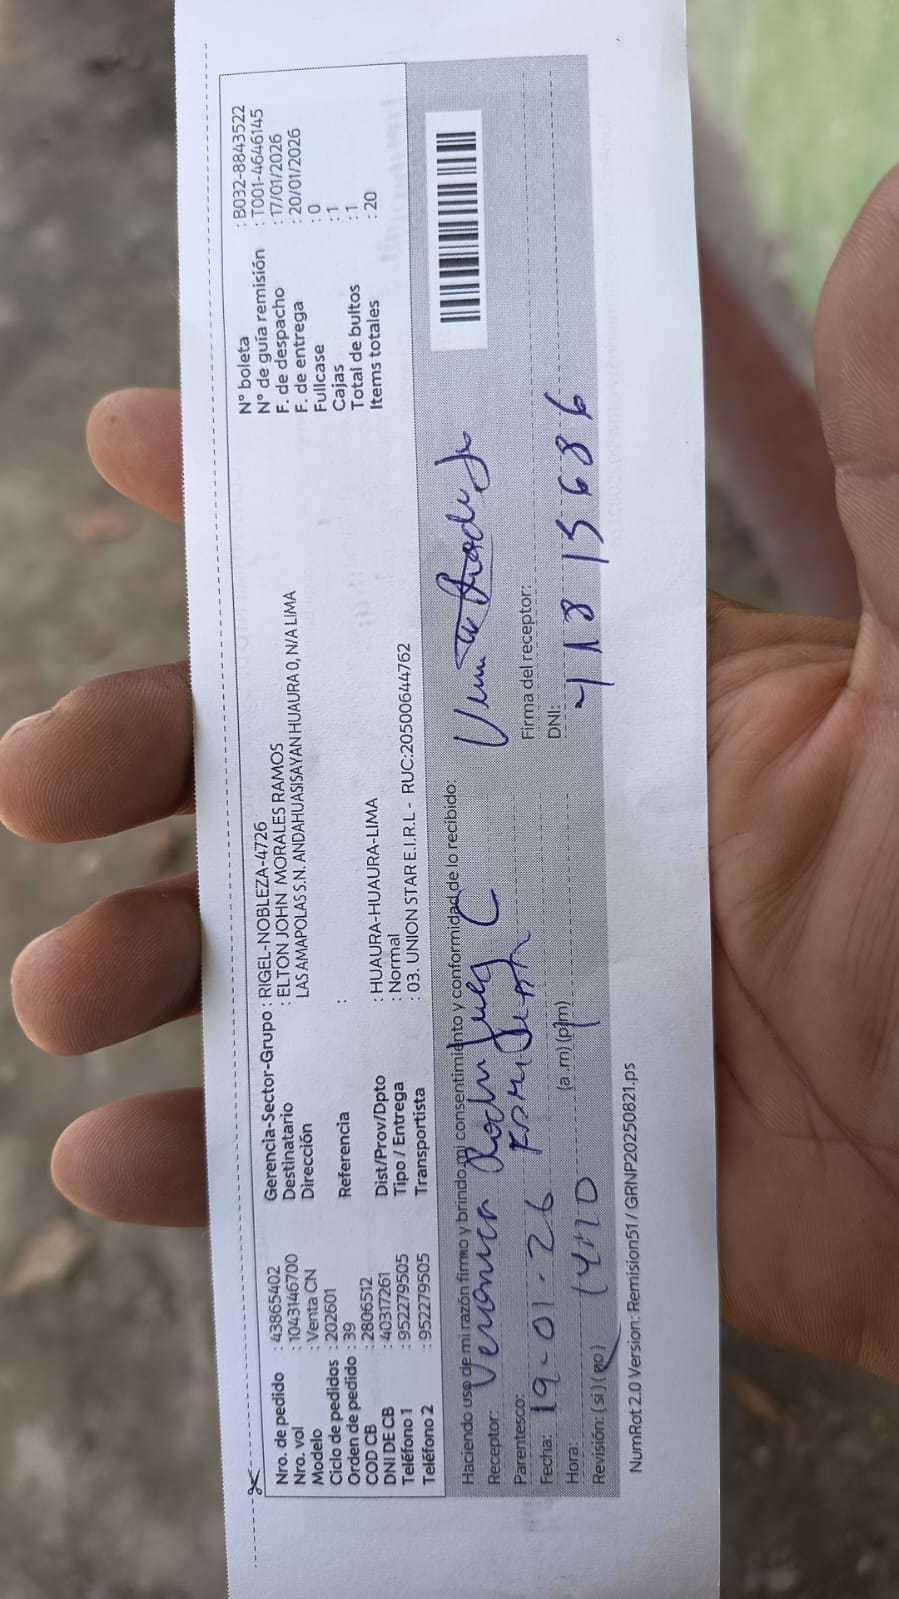 Nro. de pedido : 43865402
Nro. vol : 1043146700
Modelo : Venta CN
Ciclo de pedidos : 202601
Orden de pedido : 39
COD CB : 2806512
DNI DE CB : 40317261
Teléfono 1 : 952279505
Teléfono 2 : 952279505
Gerencia-Sector-Grupo : RIGEL-NOBLEZA-4726
Destinatario : ELTON JOHN MORALES RAMOS
Dirección LAS AMAPOLAS S.N. ANDAHUASISAYAN HUAURA 0, N/A LIMA
Referencia :
Dist/Prov/Dpto : HUAURA-HUAURA-LIMA
Tipo / Entrega : Normal
Transportista : 03. UNION STAR E.I.R.L - RUC:20500644762
N° boleta : B032-8843522
N° de guía remisión : T001-4646145
F. de despacho : 17/01/2026
F. de entrega : 20/01/2026
Fullcase : 0
Cajas : 1
Total de bultos : 1
Items totales : 20
Haciendo uso de mi razón firmo y brindo mi consentimiento y conformidad de lo recibido:
Receptor: Veronica Rodriguez C
Parentesco:
Fecha: 19-01-26
Hora: 14:20 (a.m) (p.m)
Revisión: (si) (no)
Firma del receptor:
DNI: 41813686
NumRot 2.0 Version: Remision51 / GRNP20250821.ps